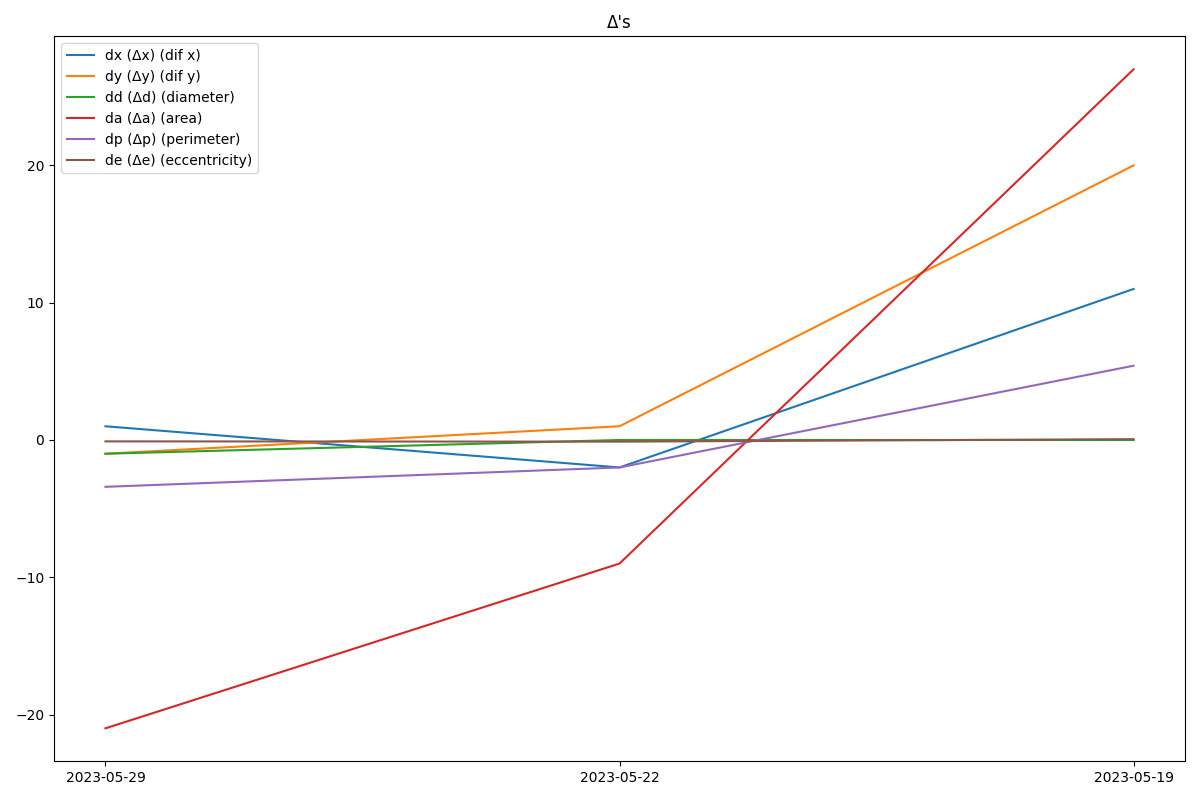 Δ's
dx (Δx) (dif x)
dy (Δy) (dif y)
dd (Δd) (diameter)
da (Δa) (area)
dp (Δp) (perimeter)
de (Δe) (eccentricity)
20
10
0
−10
−20
2023-05-29
2023-05-22
2023-05-19